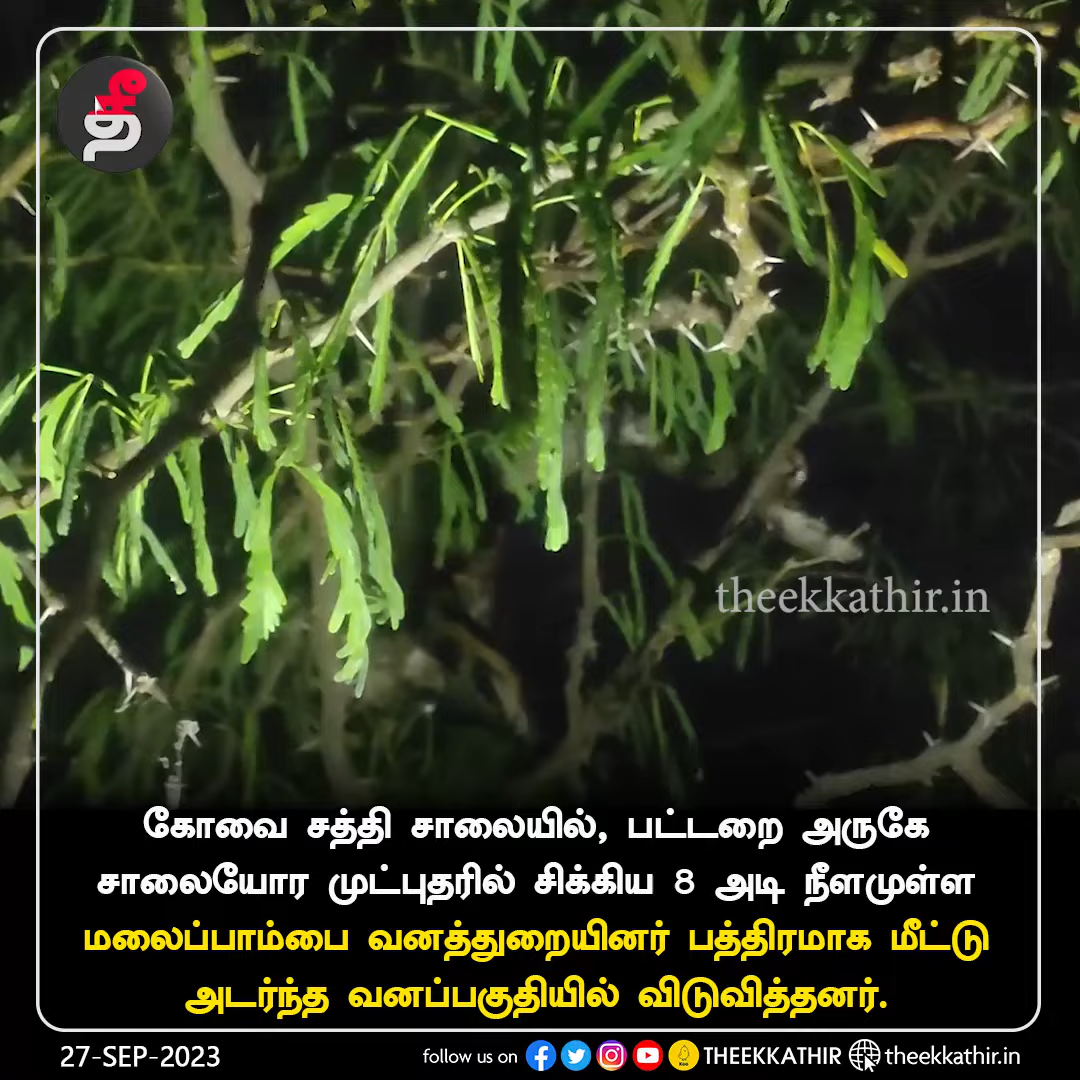 தீ
theekkathir.in
கோவை சத்தி சாலையில், பட்டறை அருகே
சாலையோர முட்புதரில் சிக்கிய 8 அடி நீளமுள்ள
மலைப்பாம்பை வனத்துறையினர் பத்திரமாக மீட்டு
அடர்ந்த வனப்பகுதியில் விடுவித்தனர்.
27-SEP-2023 follow us on THEEKKATHIR theekkathir.in